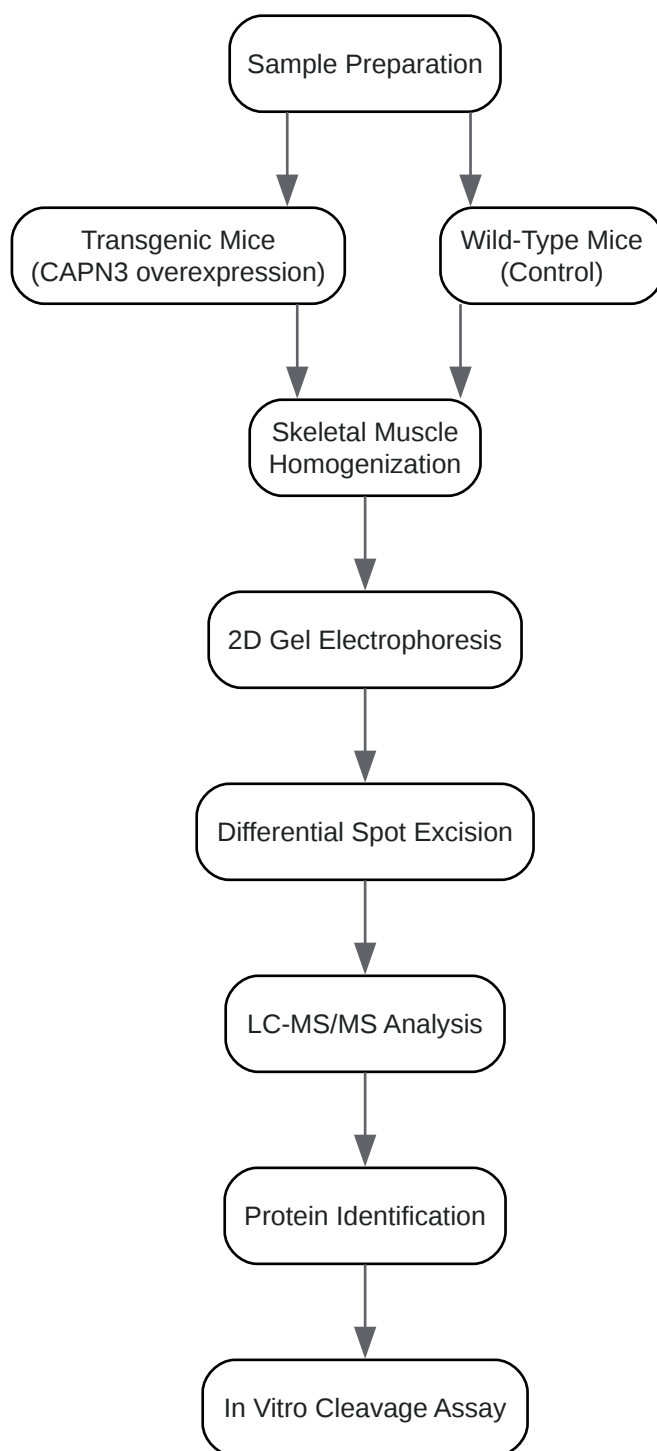 Sample Preparation
Transgenic Mice
(CAPN3 overexpression)
Wild-Type Mice
(Control)
Skeletal Muscle
Homogenization
2D Gel Electrophoresis
Differential Spot Excision
LC-MS/MS Analysis
Protein Identification
In Vitro Cleavage Assay